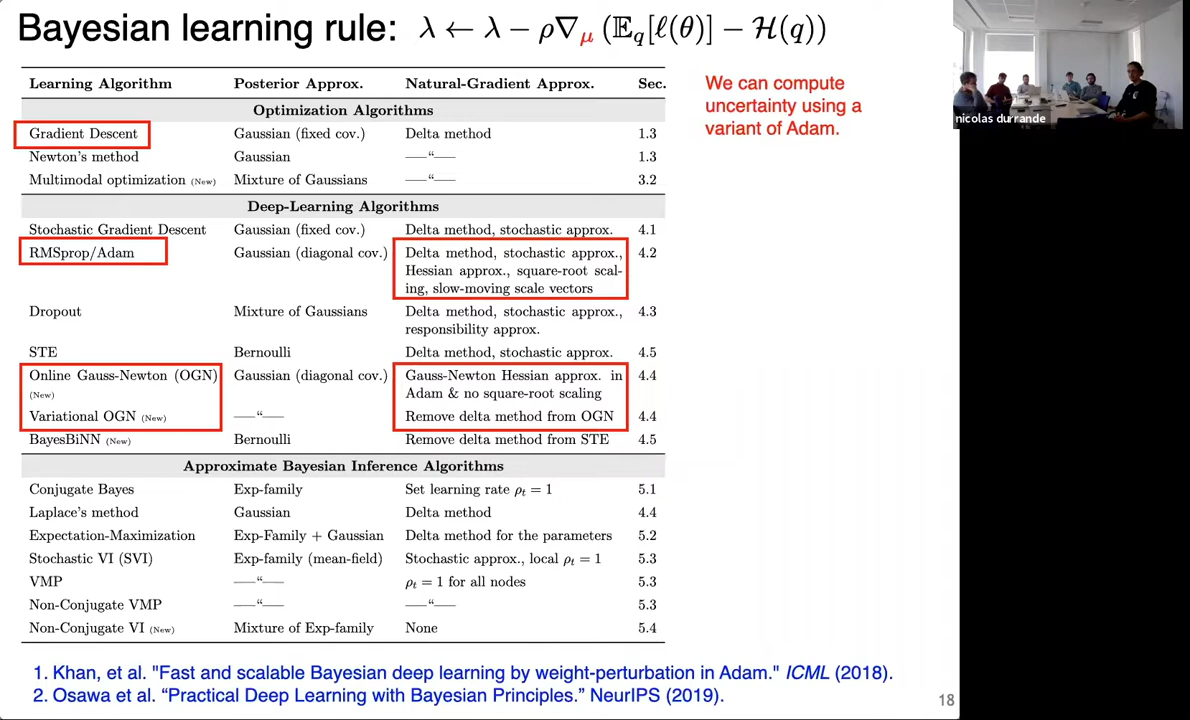 Bayesian learning rule: λ ← λ − ρ∇μ (𝔼q[ℓ(θ)] − ℋ(q))
Learning Algorithm Posterior Approx. Natural-Gradient Approx. Sec.
Optimization Algorithms
Gradient Descent Gaussian (fixed cov.) Delta method 1.3
Newton's method Gaussian —“— 1.3
Multimodal optimization (New) Mixture of Gaussians —“— 3.2
Deep-Learning Algorithms
Stochastic Gradient Descent Gaussian (fixed cov.) Delta method, stochastic approx. 4.1
RMSprop/Adam Gaussian (diagonal cov.) Delta method, stochastic approx., 4.2
Hessian approx., square-root scal-
ing, slow-moving scale vectors
Dropout Mixture of Gaussians Delta method, stochastic approx., 4.3
responsibility approx.
STE Bernoulli Delta method, stochastic approx. 4.5
Online Gauss-Newton (OGN) Gaussian (diagonal cov.) Gauss-Newton Hessian approx. in 4.4
(New) Adam & no square-root scaling
Variational OGN (New) —“— Remove delta method from OGN 4.4
BayesBiNN (New) Bernoulli Remove delta method from STE 4.5
Approximate Bayesian Inference Algorithms
Conjugate Bayes Exp-family Set learning rate ρt = 1 5.1
Laplace's method Gaussian Delta method 4.4
Expectation-Maximization Exp-Family + Gaussian Delta method for the parameters 5.2
Stochastic VI (SVI) Exp-family (mean-field) Stochastic approx., local ρt = 1 5.3
VMP —“— ρt = 1 for all nodes 5.3
Non-Conjugate VMP —“— —“— 5.3
Non-Conjugate VI (New) Mixture of Exp-family None 5.4
We can compute
uncertainty using a
variant of Adam.
nicolas durrande
1. Khan, et al. "Fast and scalable Bayesian deep learning by weight-perturbation in Adam." ICML (2018).
2. Osawa et al. “Practical Deep Learning with Bayesian Principles.” NeurIPS (2019).
18